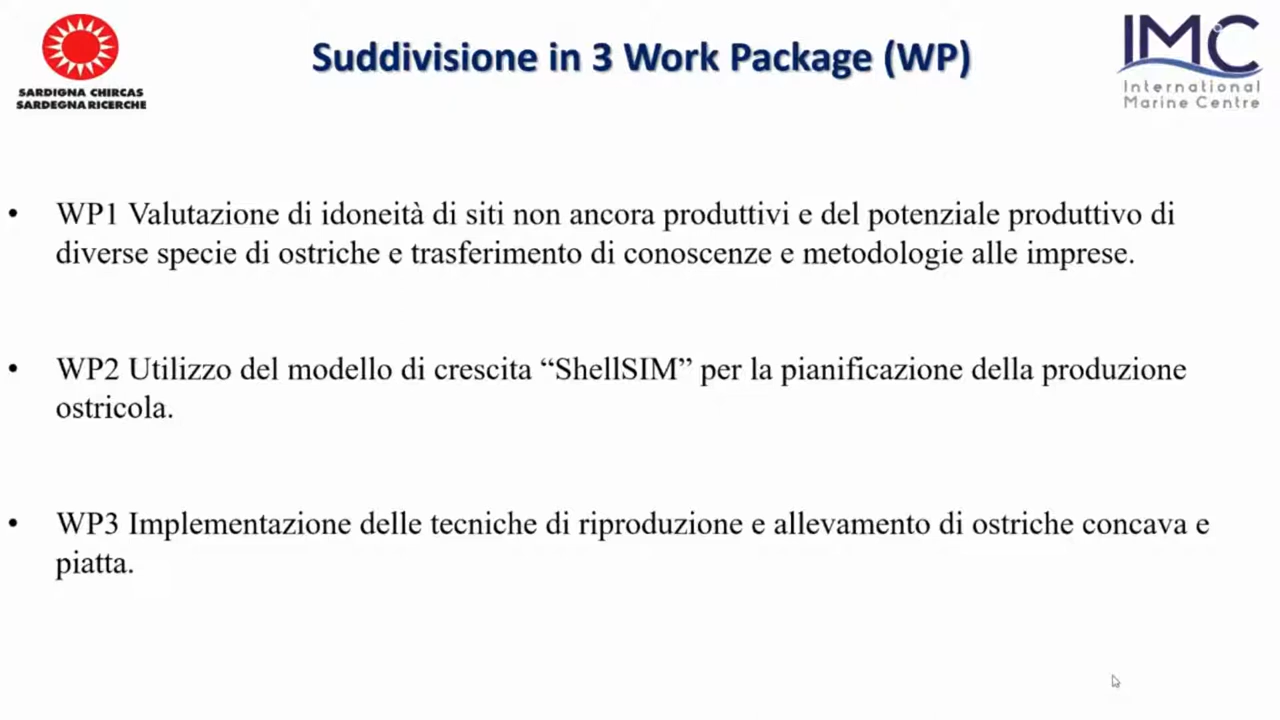 Suddivisione in 3 Work Package (WP)
SARDIGNA CHIRCAS
SARDEGNA RICERCHE
IMC
International
Marine Centre
• WP1 Valutazione di idoneità di siti non ancora produttivi e del potenziale produttivo di
diverse specie di ostriche e trasferimento di conoscenze e metodologie alle imprese.
• WP2 Utilizzo del modello di crescita “ShellSIM” per la pianificazione della produzione
ostricola.
• WP3 Implementazione delle tecniche di riproduzione e allevamento di ostriche concava e
piatta.